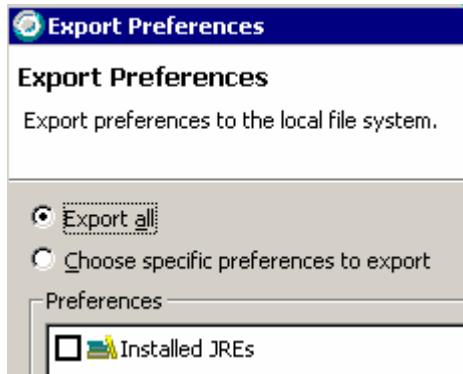 Export Preferences
Export Preferences
Export preferences to the local file system.
Export all
Choose specific preferences to export
Preferences
Installed JREs